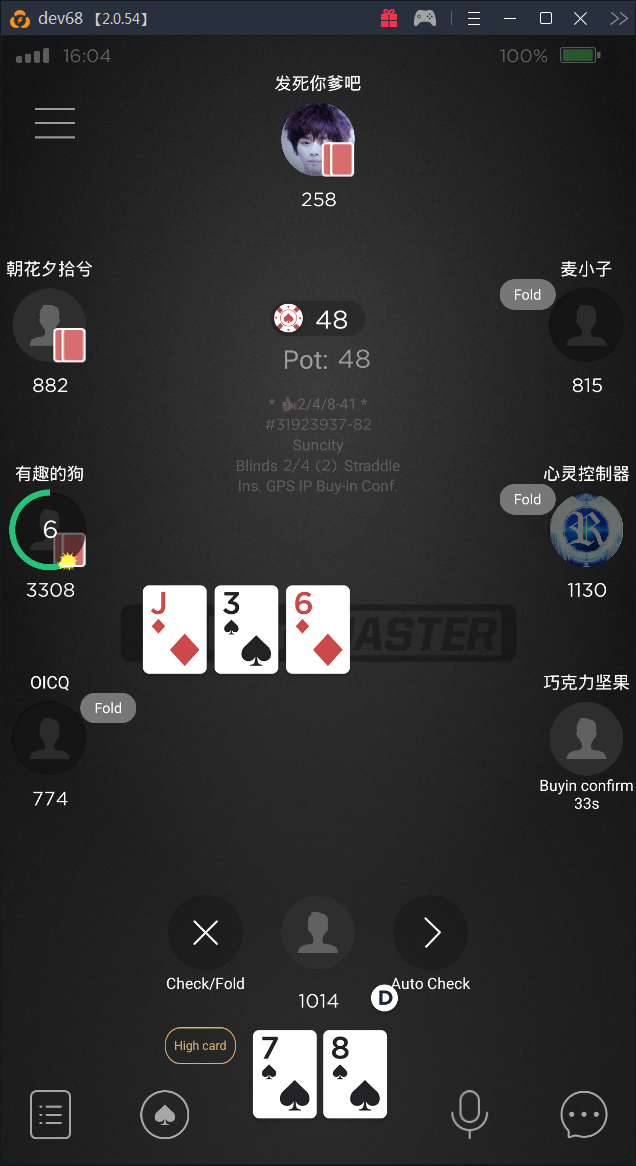 dev68 【2.0.54】
16:04
100%
发死你爹吧
258
朝花夕拾兮
麦小子
Fold
48
882
Pot: 48
815
2/4/8-41 *
#31923937-82
Suncity
Blinds 2/4 (2) Straddle
Ins. GPS IP Buy-in Conf.
有趣的狗
心灵控制器
Fold
6
R
3308
1130
J
3
6
ASTER
OICQ
巧克力坚果
Fold
774
Buyin confirm
33s
Check/Fold
Auto Check
1014
D
High card
7
8